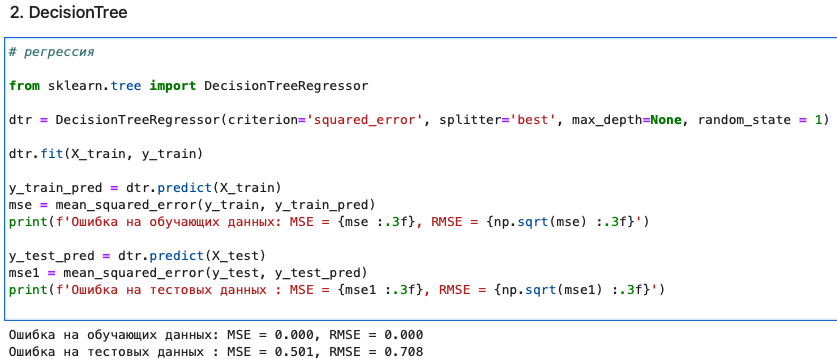 2. DecisionTree
# регрессия
from sklearn.tree import DecisionTreeRegressor
dtr = DecisionTreeRegressor(criterion='squared_error', splitter='best', max_depth=None, random_state = 1)
dtr.fit(X_train, y_train)
y_train_pred = dtr.predict(X_train)
mse = mean_squared_error(y_train, y_train_pred)
print(f'Ошибка на обучающих данных: MSE = {mse :.3f}, RMSE = {np.sqrt(mse) :.3f}')
y_test_pred = dtr.predict(X_test)
mse1 = mean_squared_error(y_test, y_test_pred)
print(f'Ошибка на тестовых данных : MSE = {mse1 :.3f}, RMSE = {np.sqrt(mse1) :.3f}')
Ошибка на обучающих данных: MSE = 0.000, RMSE = 0.000
Ошибка на тестовых данных : MSE = 0.501, RMSE = 0.708